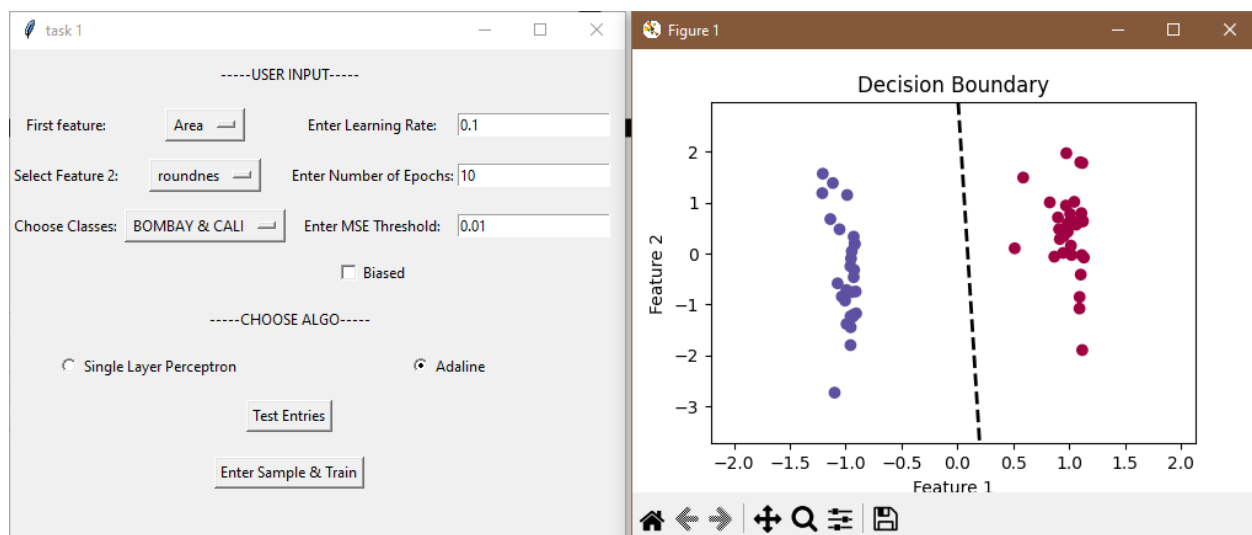 task 1
-----USER INPUT-----
First feature: Area Enter Learning Rate: 0.1
Select Feature 2: roundnes Enter Number of Epochs: 10
Choose Classes: BOMBAY & CALI Enter MSE Threshold: 0.01
Biased
-----CHOOSE ALGO-----
Single Layer Perceptron Adaline
Test Entries
Enter Sample & Train
Figure 1
Decision Boundary
Feature 2
2
1
0
−1
−2
−3
−2.0 −1.5 −1.0 −0.5 0.0 0.5 1.0 1.5 2.0
Feature 1